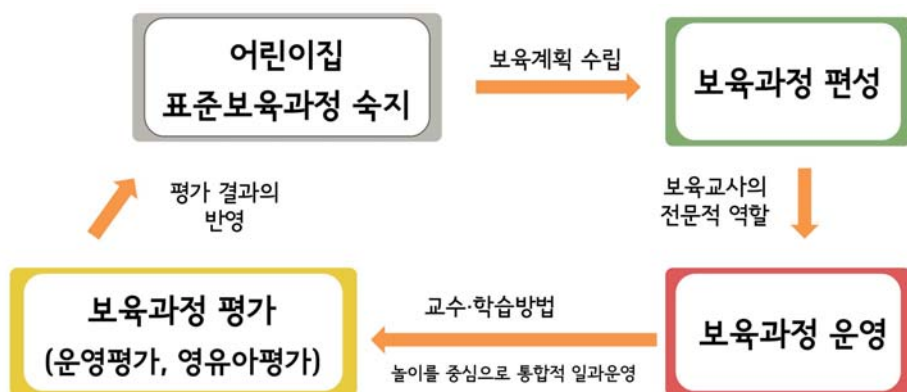 어린이집
표준보육과정 숙지
보육계획 수립
보육과정 편성
보육교사의
전문적 역할
보육과정 운영
교수·학습방법
놀이를 중심으로 통합적 일과운영
보육과정 평가
(운영평가, 영유아평가)
평가 결과의
반영